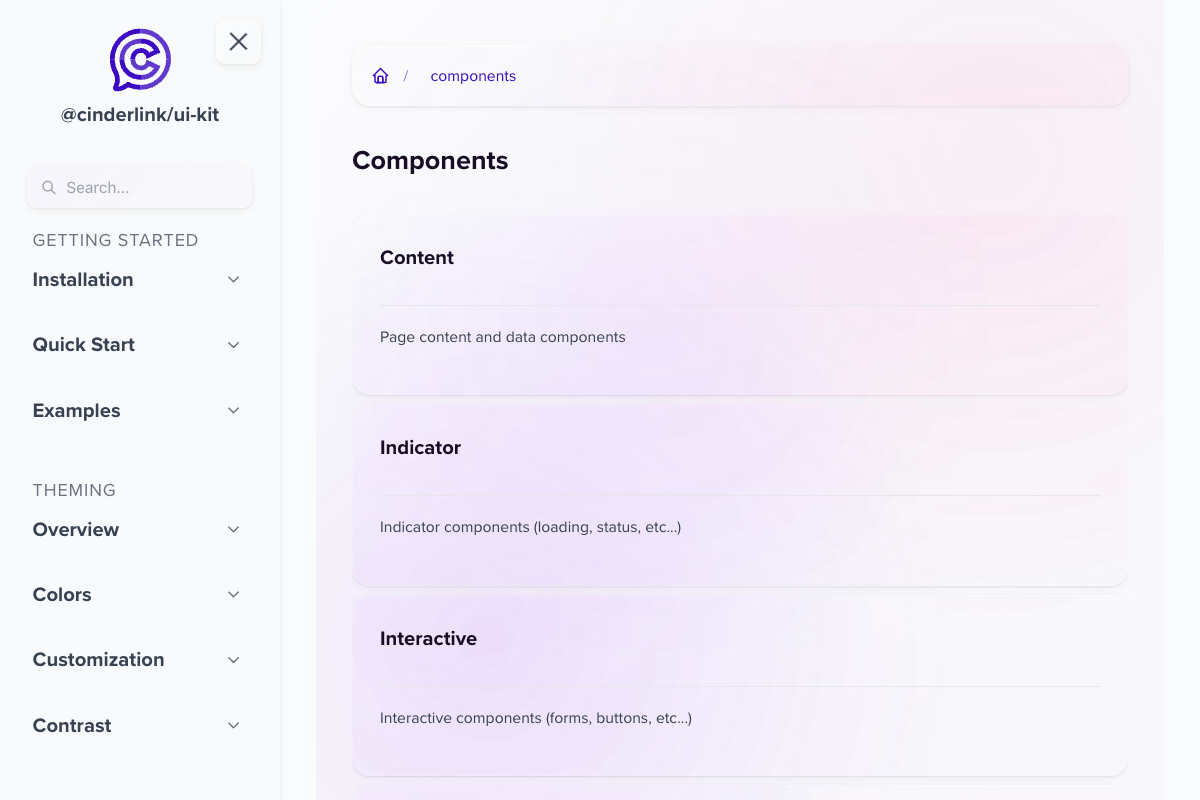 @cinderlink/ui-kit
Search...
GETTING STARTED
Installation
Quick Start
Examples
THEMING
Overview
Colors
Customization
Contrast
/ components
Components
Content
Page content and data components
Indicator
Indicator components (loading, status, etc...)
Interactive
Interactive components (forms, buttons, etc...)